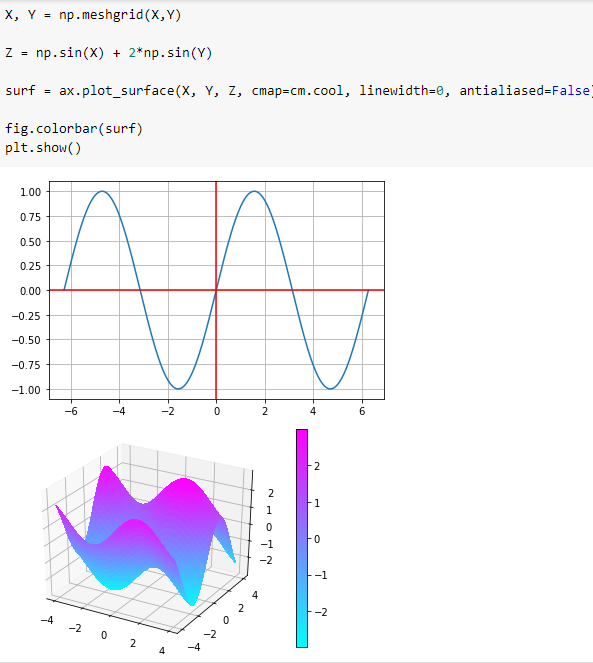 X, Y = np.meshgrid(X,Y)
Z = np.sin(X) + 2*np.sin(Y)
surf = ax.plot_surface(X, Y, Z, cmap=cm.cool, linewidth=0, antialiased=False)
fig.colorbar(surf)
plt.show()
1.00
0.75
0.50
0.25
0.00
−0.25
−0.50
−0.75
−1.00
−6 −4 −2 0 2 4 6
2
1
0
−1
−2
−4 −2 0 2 4
−4 −2 0 2 4
2
1
0
−1
−2